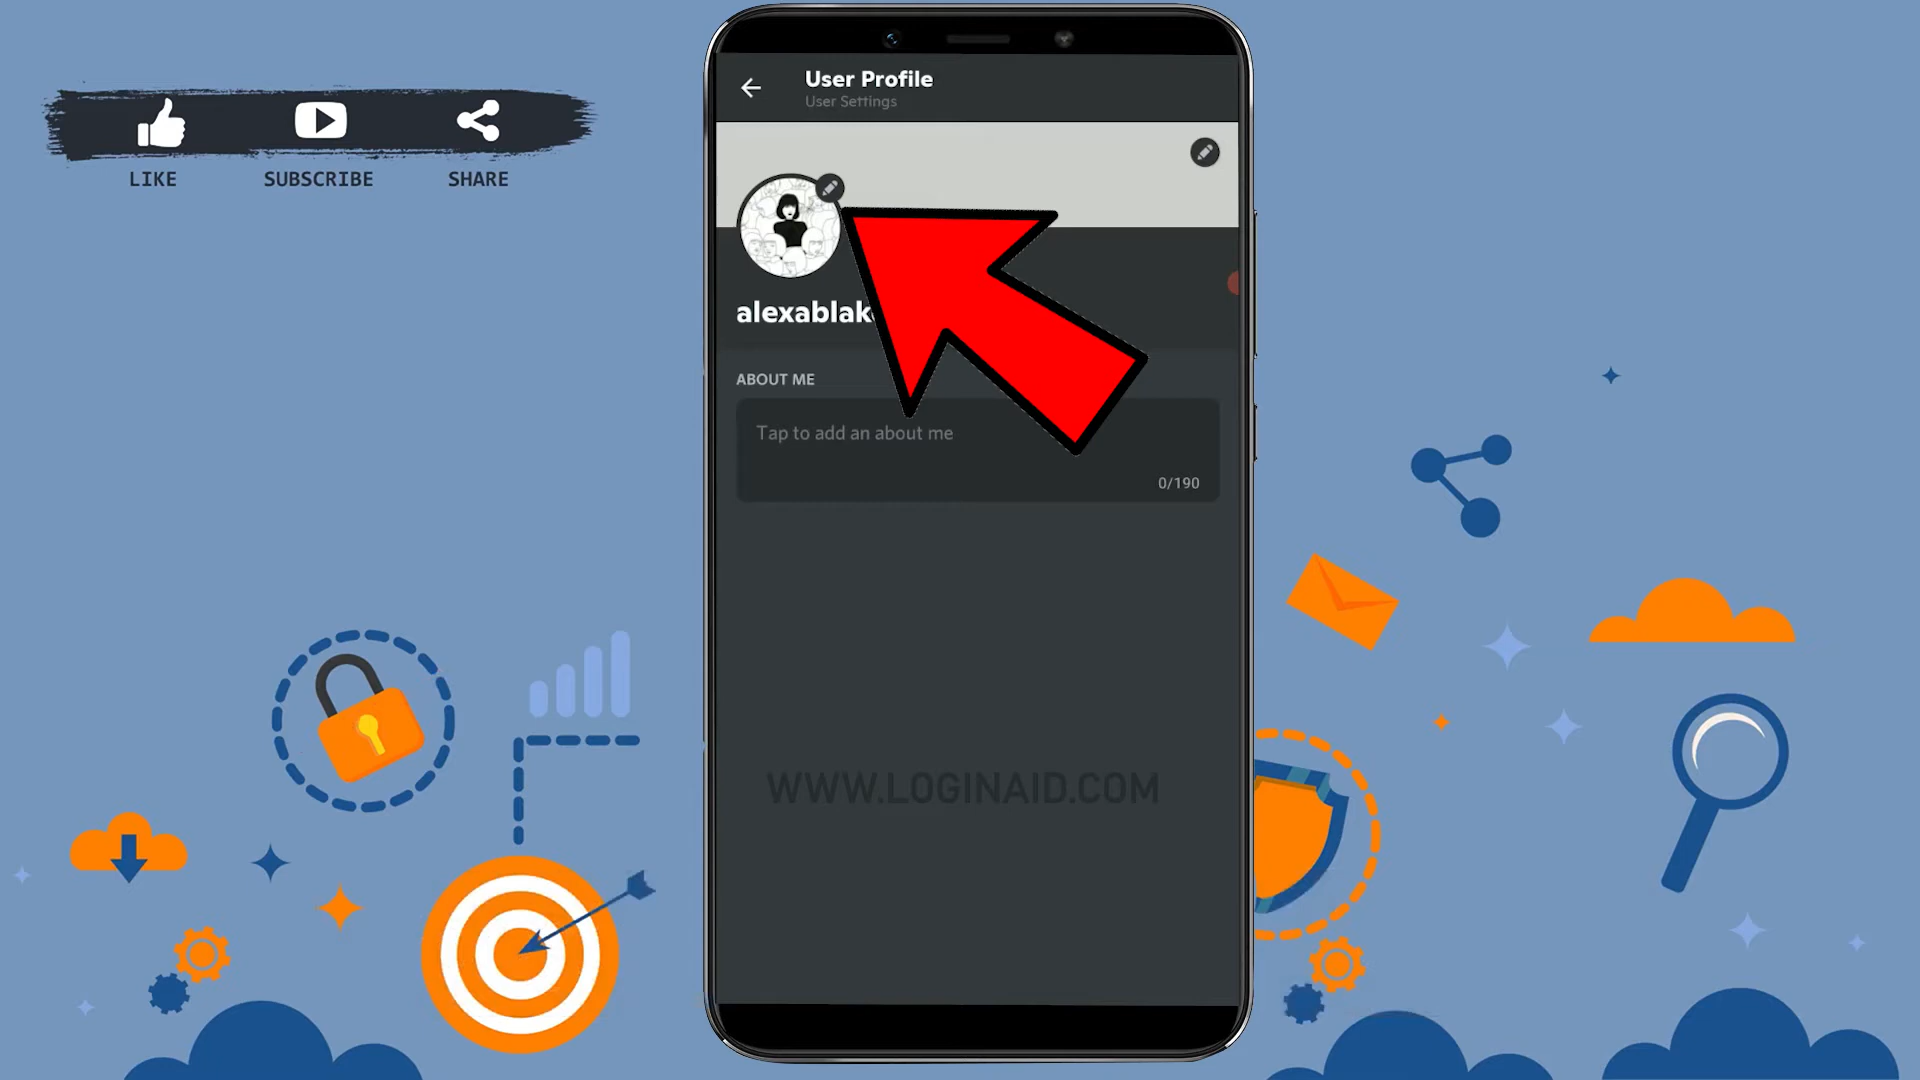 LIKE
SUBSCRIBE
SHARE
User Profile
User Settings
ABOUT ME
Tap to add an about me
0/190
WWW.LOGINAID.COM